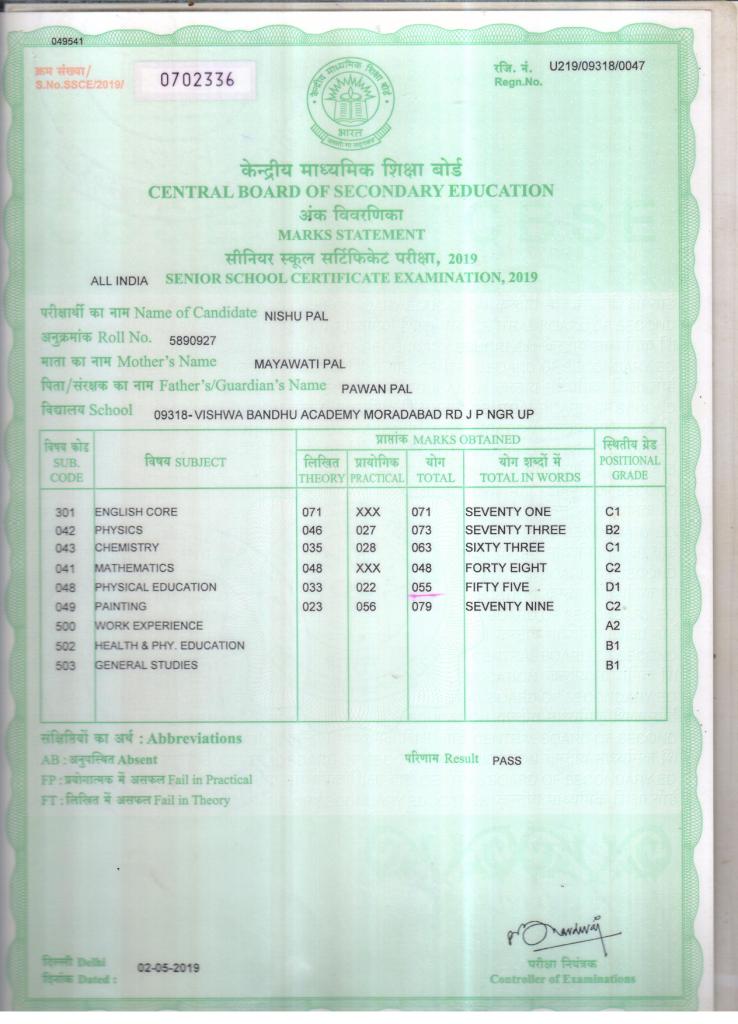 049541
क्रम संख्या/
S.No.SSCE/2019/ 0702336
रजि. नं. U219/09318/0047
Regn.No.
केन्द्रीय माध्यमिक शिक्षा बोर्ड
भारत
केन्द्रीय माध्यमिक शिक्षा बोर्ड
CENTRAL BOARD OF SECONDARY EDUCATION
अंक विवरणिका
MARKS STATEMENT
सीनियर स्कूल सर्टिफिकेट परीक्षा, 2019
ALL INDIA SENIOR SCHOOL CERTIFICATE EXAMINATION, 2019
परीक्षार्थी का नाम Name of Candidate NISHU PAL
अनुक्रमांक Roll No. 5890927
माता का नाम Mother's Name MAYAWATI PAL
पिता/संरक्षक का नाम Father's/Guardian's Name PAWAN PAL
विद्यालय School 09318-VISHWA BANDHU ACADEMY MORADABAD RD J P NGR UP
विषय कोड SUB. CODE विषय SUBJECT प्राप्तांक MARKS OBTAINED स्थितीय ग्रेड POSITIONAL GRADE
लिखित THEORY प्रायोगिक PRACTICAL योग TOTAL योग शब्दों में TOTAL IN WORDS
301 ENGLISH CORE 071 XXX 071 SEVENTY ONE C1
042 PHYSICS 046 027 073 SEVENTY THREE B2
043 CHEMISTRY 035 028 063 SIXTY THREE C1
041 MATHEMATICS 048 XXX 048 FORTY EIGHT C2
048 PHYSICAL EDUCATION 033 022 055 FIFTY FIVE D1
049 PAINTING 023 056 079 SEVENTY NINE C2
500 WORK EXPERIENCE A2
502 HEALTH & PHY. EDUCATION B1
503 GENERAL STUDIES B1
संक्षिप्तियों का अर्थ : Abbreviations
AB : अनुपस्थित Absent
परिणाम Result PASS
FP : प्रयोगात्मक में असफल Fail in Practical
FT : लिखित में असफल Fail in Theory
दिल्ली Delhi
दिनांक Dated : 02-05-2019
परीक्षा नियंत्रक
Controller of Examinations